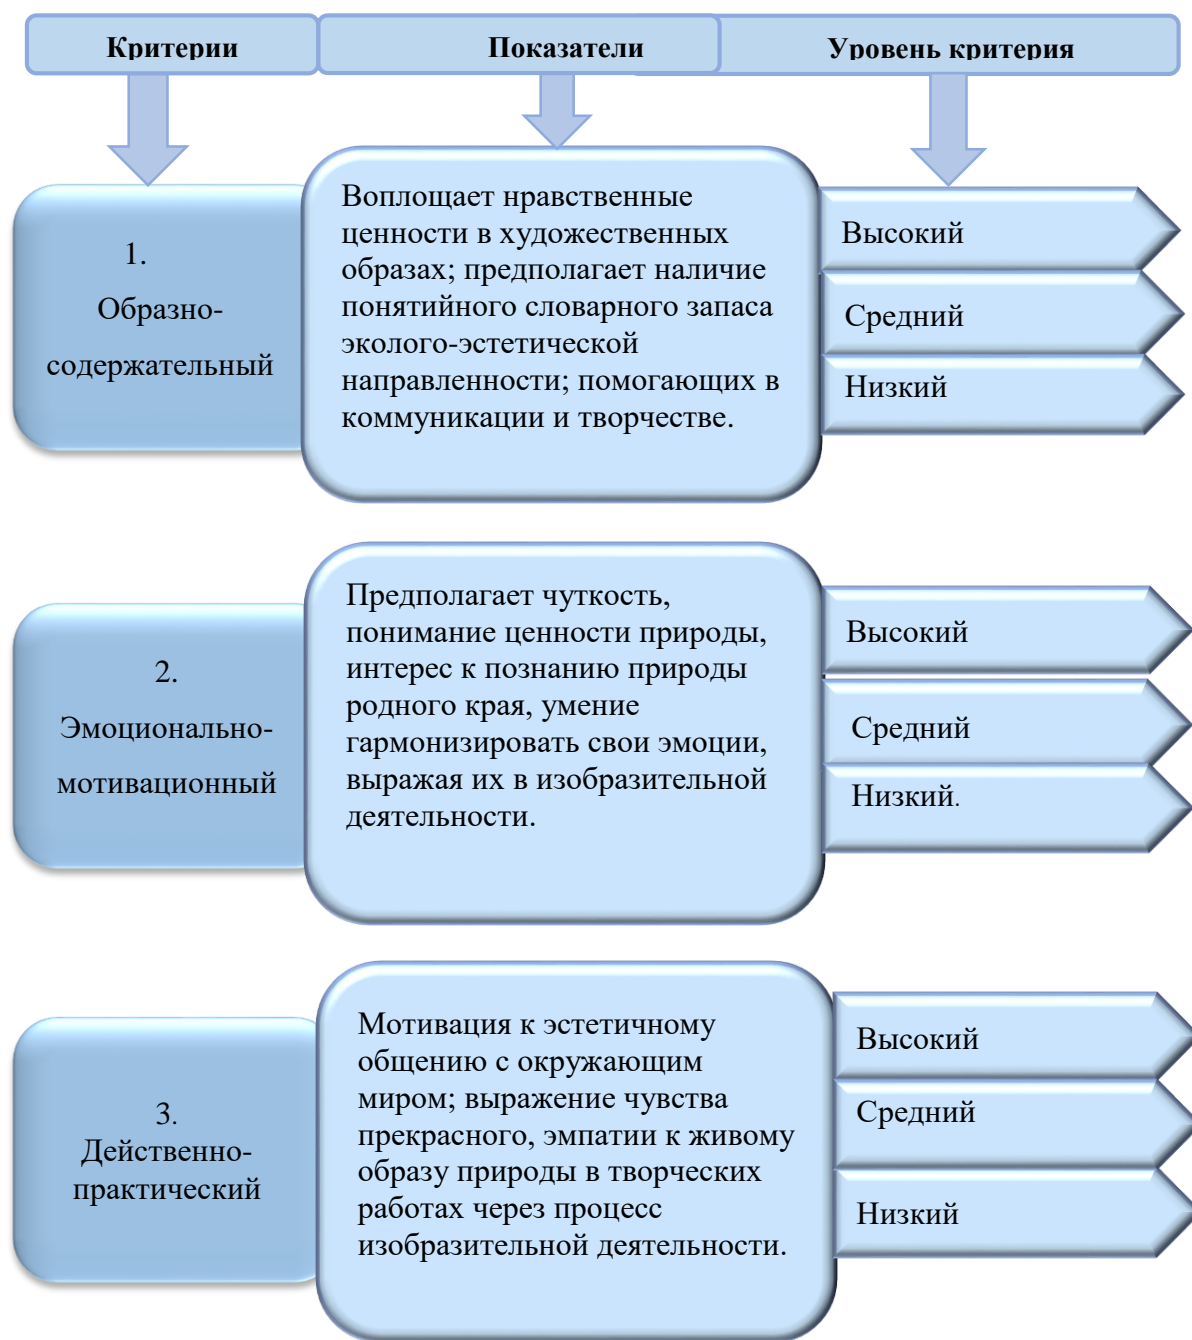 Критерии
Показатели
Уровень критерия
1.
Образно-
содержательный
Воплощает нравственные
ценности в художественных
образах; предполагает наличие
понятийного словарного запаса
эколого-эстетической
направленности; помогающих в
коммуникации и творчестве.
Высокий
Средний
Низкий
2.
Эмоционально-
мотивационный
Предполагает чуткость,
понимание ценности природы,
интерес к познанию природы
родного края, умение
гармонизировать свои эмоции,
выражая их в изобразительной
деятельности.
Высокий
Средний
Низкий.
3.
Действенно-
практический
Мотивация к эстетичному
общению с окружающим
миром; выражение чувства
прекрасного, эмпатии к живому
образу природы в творческих
работах через процесс
изобразительной деятельности.
Высокий
Средний
Низкий